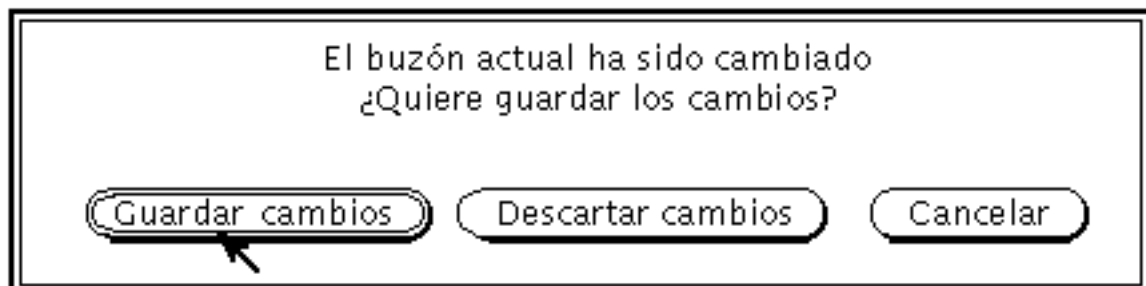 El buzón actual ha sido cambiado
¿Quiere guardar los cambios?
Guardar cambios Descartar cambios Cancelar